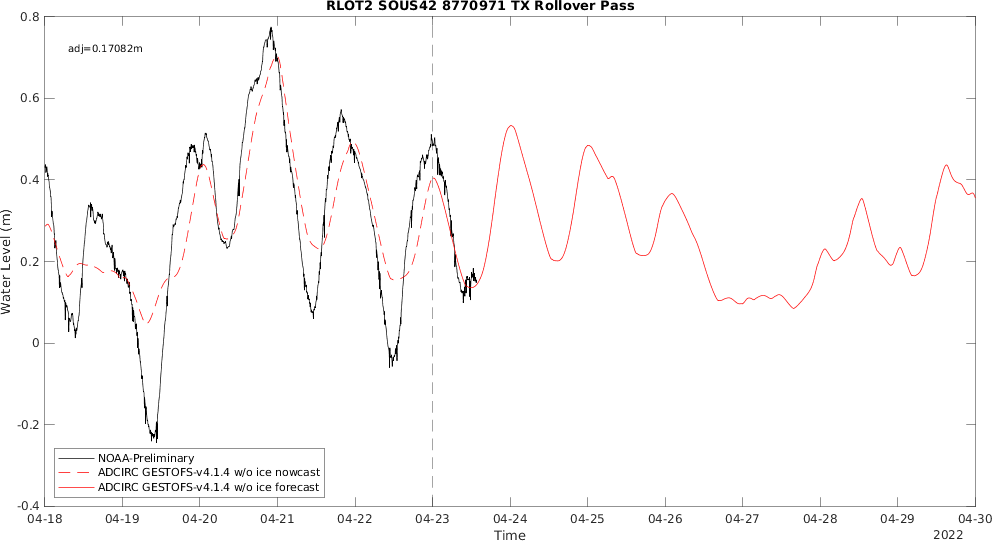 RLOT2 SOUS42 8770971 TX Rollover Pass
adj=0.17082m
0.8
0.6
0.4
0.2
0
-0.2
-0.4
Water Level (m)
NOAA-Preliminary
ADCIRC GESTOFS-v4.1.4 w/o ice nowcast
ADCIRC GESTOFS-v4.1.4 w/o ice forecast
04-18 04-19 04-20 04-21 04-22 04-23 04-24 04-25 04-26 04-27 04-28 04-29 04-30
Time
2022